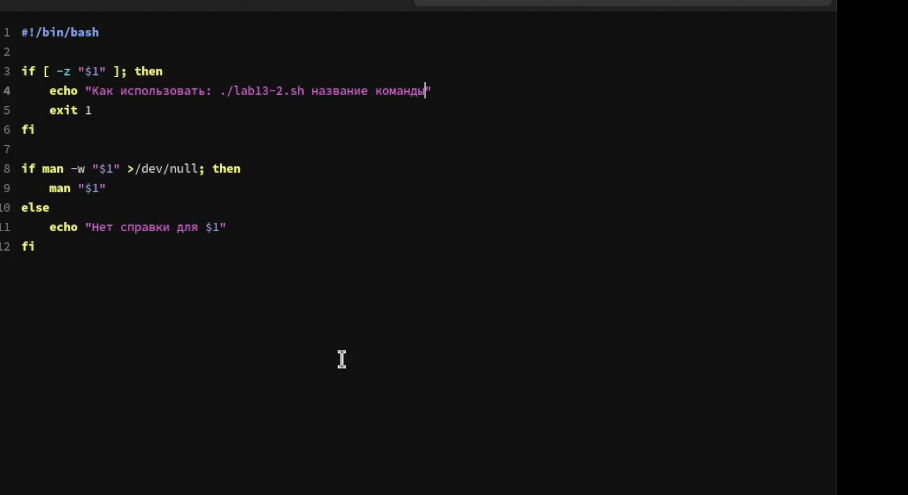 1 #!/bin/bash
2
3 if [ -z "$1" ]; then
4     echo "Как использовать: ./lab13-2.sh название команды"
5     exit 1
6 fi
7
8 if man -w "$1" >/dev/null; then
9     man "$1"
10 else
11     echo "Нет справки для $1"
12 fi